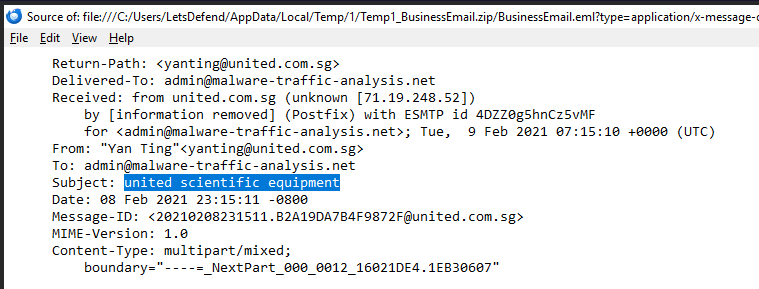 Source of: file:///C:/Users/LetsDefend/AppData/Local/Temp/1/Temp1_BusinessEmail.zip/BusinessEmail.eml?type=application/x-message-
File Edit View Help
Return-Path: <yanting@united.com.sg>
Delivered-To: admin@malware-traffic-analysis.net
Received: from united.com.sg (unknown [71.19.248.52])
by [information removed] (Postfix) with ESMTP id 4DZZ0g5hnCz5vMF
for <admin@malware-traffic-analysis.net>; Tue,  9 Feb 2021 07:15:10 +0000 (UTC)
From: "Yan Ting"<yanting@united.com.sg>
To: admin@malware-traffic-analysis.net
Subject: united scientific equipment
Date: 08 Feb 2021 23:15:11 -0800
Message-ID: <20210208231511.B2A19DA7B4F9872F@united.com.sg>
MIME-Version: 1.0
Content-Type: multipart/mixed;
boundary="----=_NextPart_000_0012_16021DE4.1EB30607"